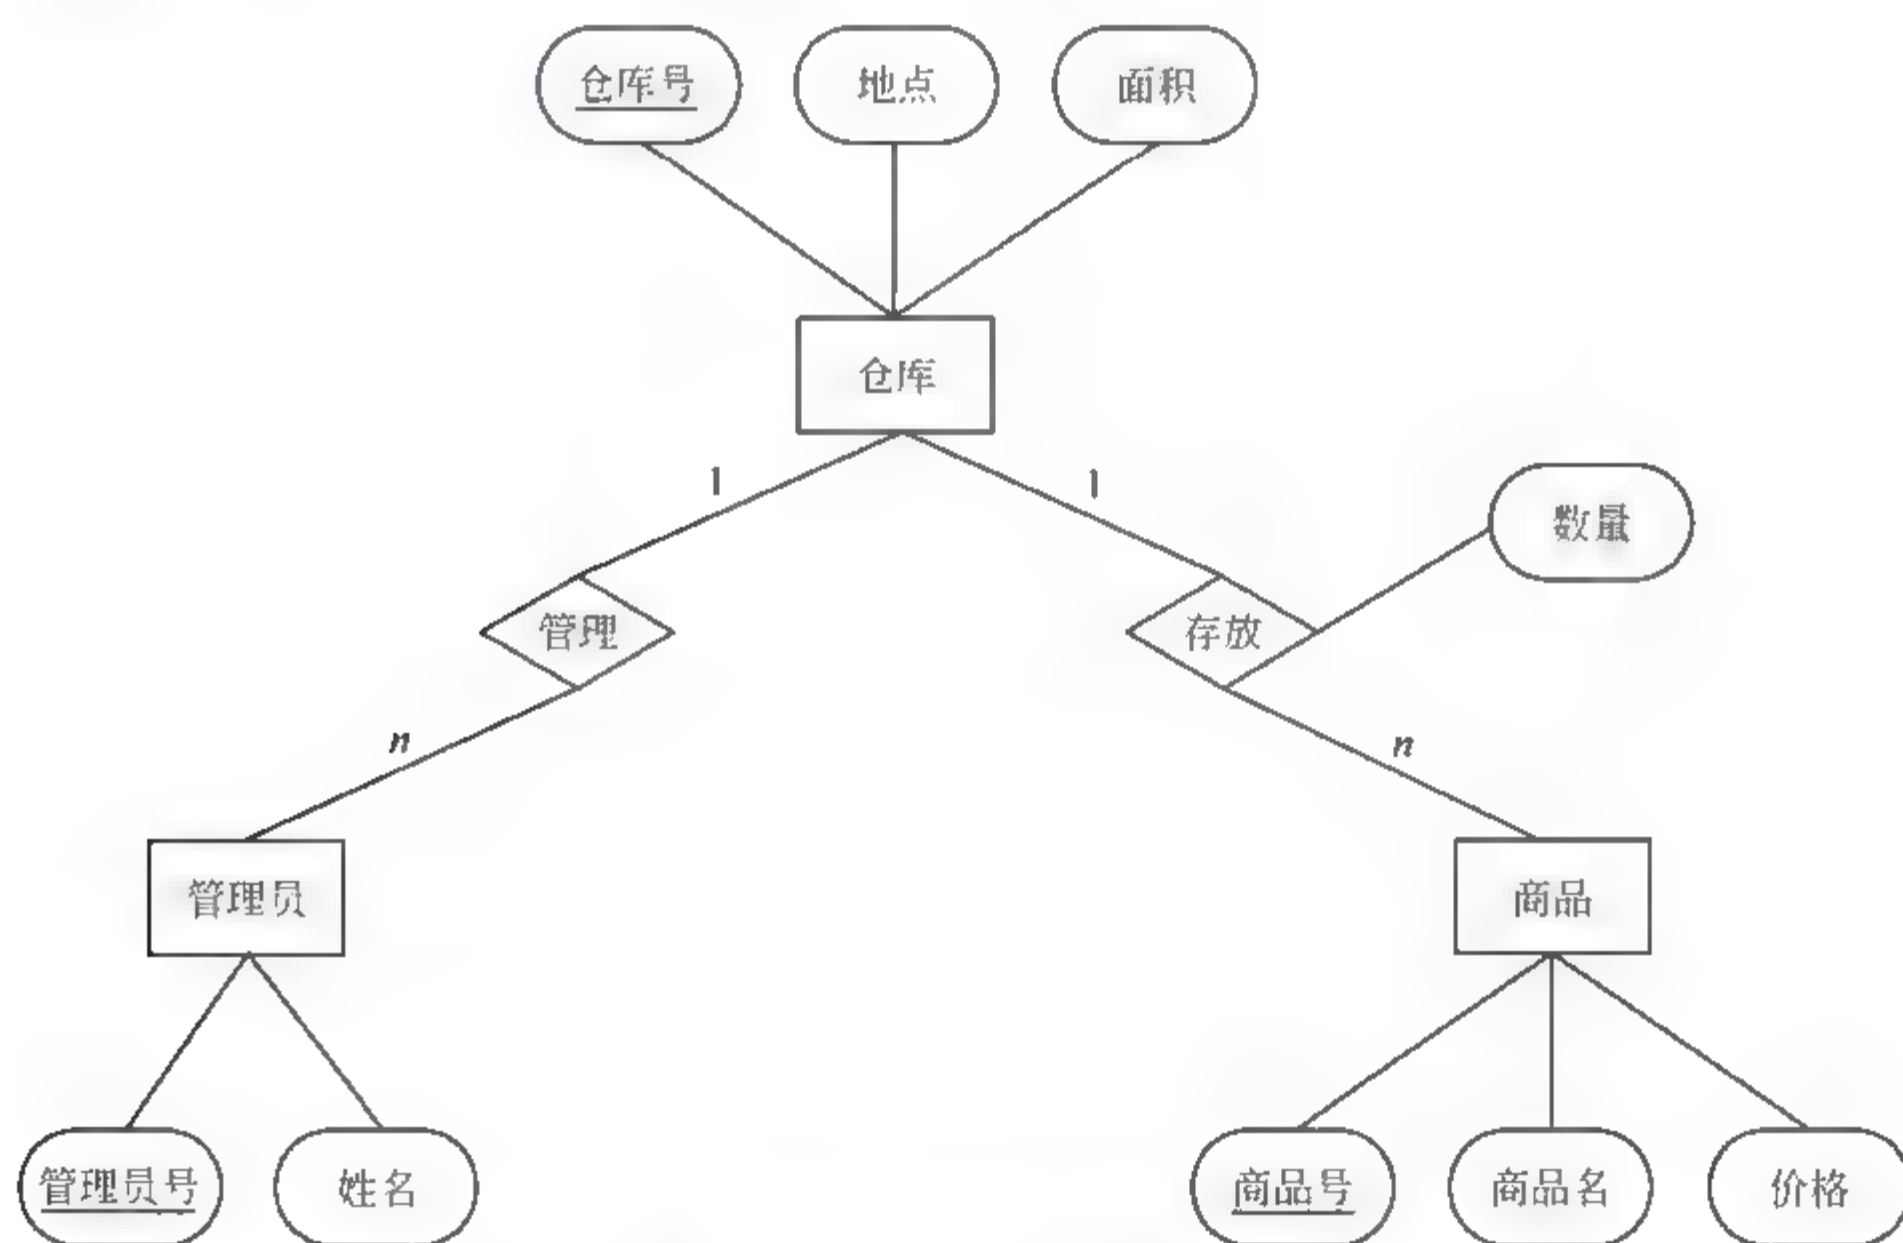 仓库号
地点
面积
仓库
1
1
数量
管理
存放
n
n
管理员
商品
管理员号
姓名
商品号
商品名
价格